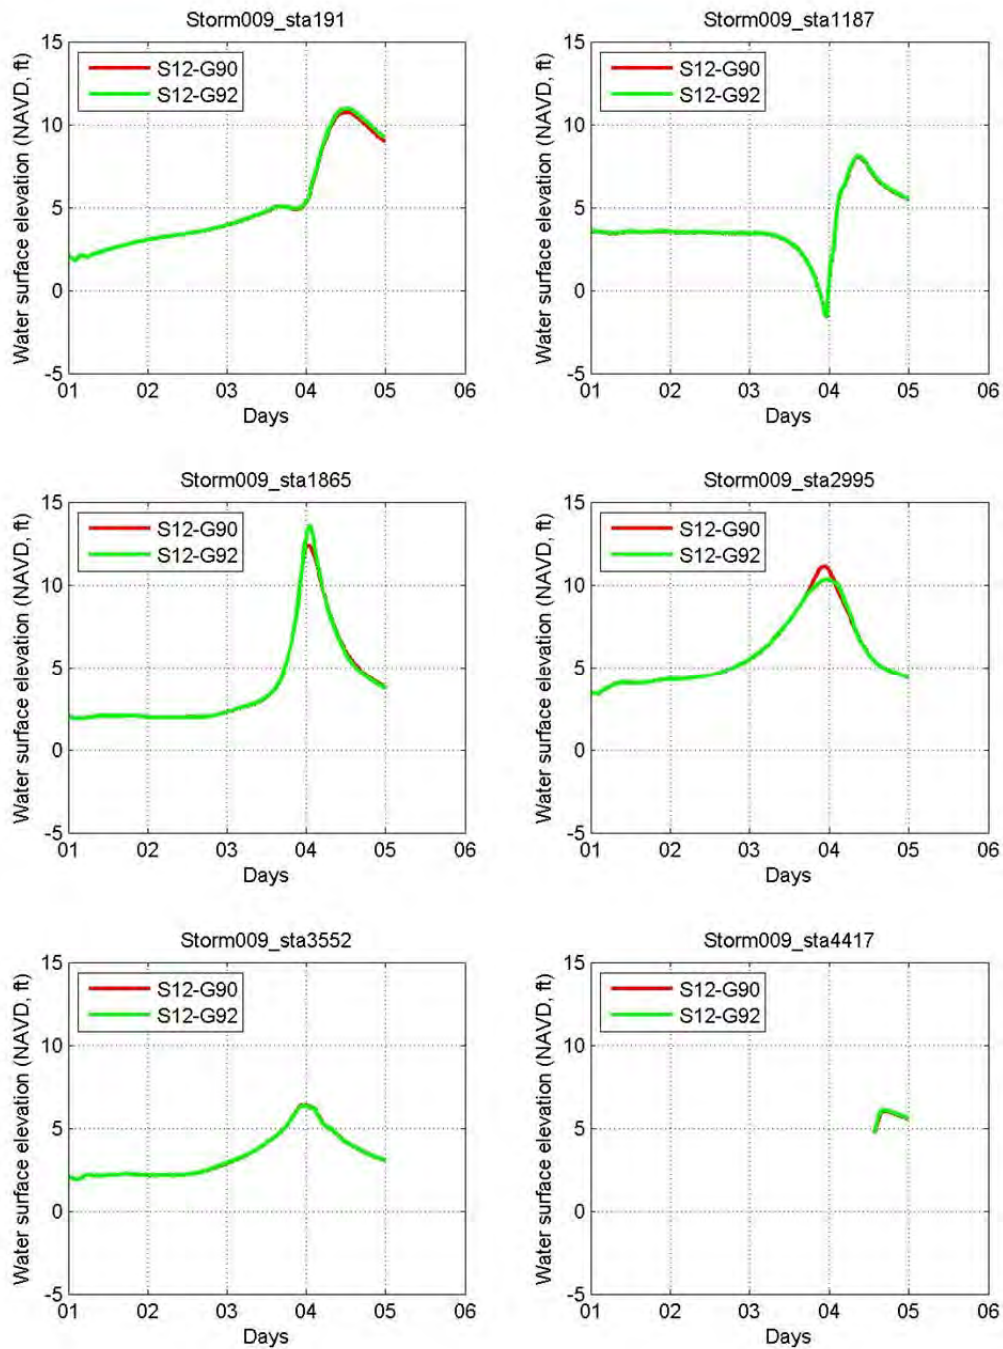 Storm009_sta191
Water surface elevation (NAVD, ft)
15
10
5
0
-5
S12-G90
S12-G92
01 02 03 04 05 06
Days
Storm009_sta1187
Water surface elevation (NAVD, ft)
15
10
5
0
-5
S12-G90
S12-G92
01 02 03 04 05 06
Days
Storm009_sta1865
Water surface elevation (NAVD, ft)
15
10
5
0
-5
S12-G90
S12-G92
01 02 03 04 05 06
Days
Storm009_sta2995
Water surface elevation (NAVD, ft)
15
10
5
0
-5
S12-G90
S12-G92
01 02 03 04 05 06
Days
Storm009_sta3552
Water surface elevation (NAVD, ft)
15
10
5
0
-5
S12-G90
S12-G92
01 02 03 04 05 06
Days
Storm009_sta4417
Water surface elevation (NAVD, ft)
15
10
5
0
-5
S12-G90
S12-G92
01 02 03 04 05 06
Days